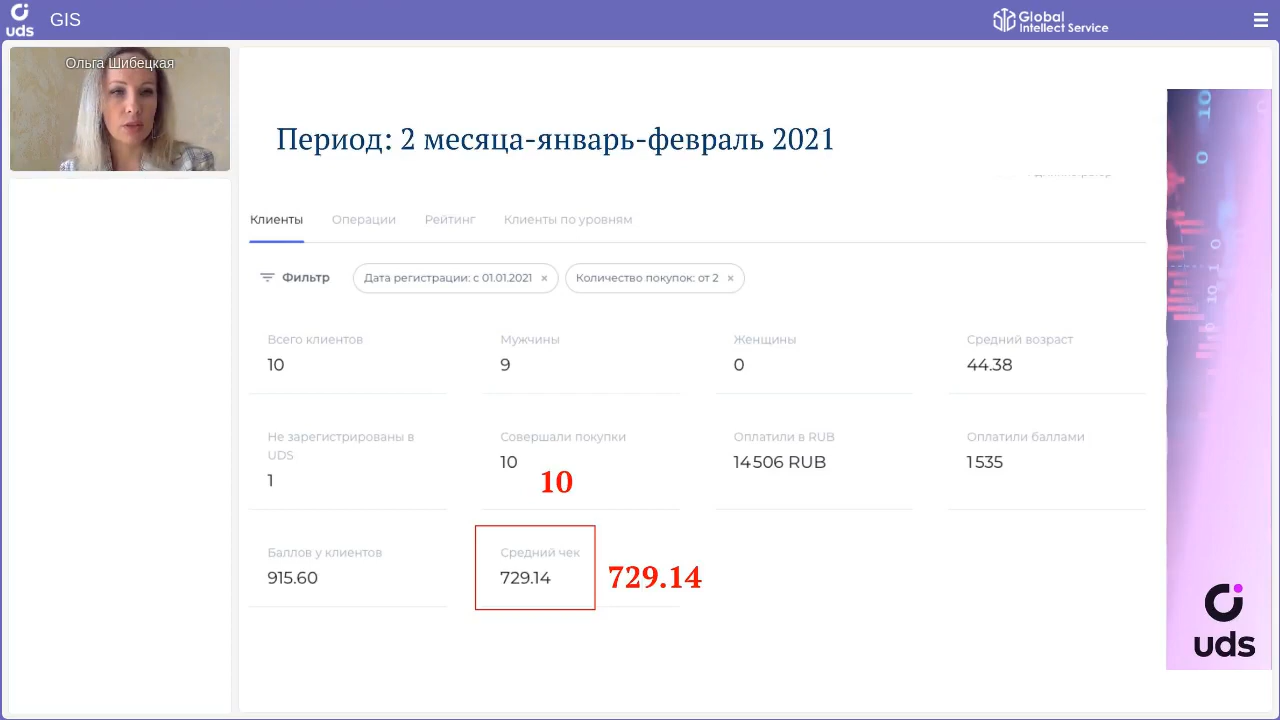 uds
GIS
Global
Intellect Service
Ольга Шибецкая
Период: 2 месяца-январь-февраль 2021
Клиенты
Операции
Рейтинг
Клиенты по уровням
Фильтр
Дата регистрации: с 01.01.2021 ×
Количество покупок: от 2 ×
Всего клиентов
10
Мужчины
9
Женщины
0
Средний возраст
44.38
Не зарегистрированы в
UDS
1
Совершали покупки
10
10
Оплатили в RUB
14 506 RUB
Оплатили баллами
1 535
Баллов у клиентов
915.60
Средний чек
729.14
729.14
uds